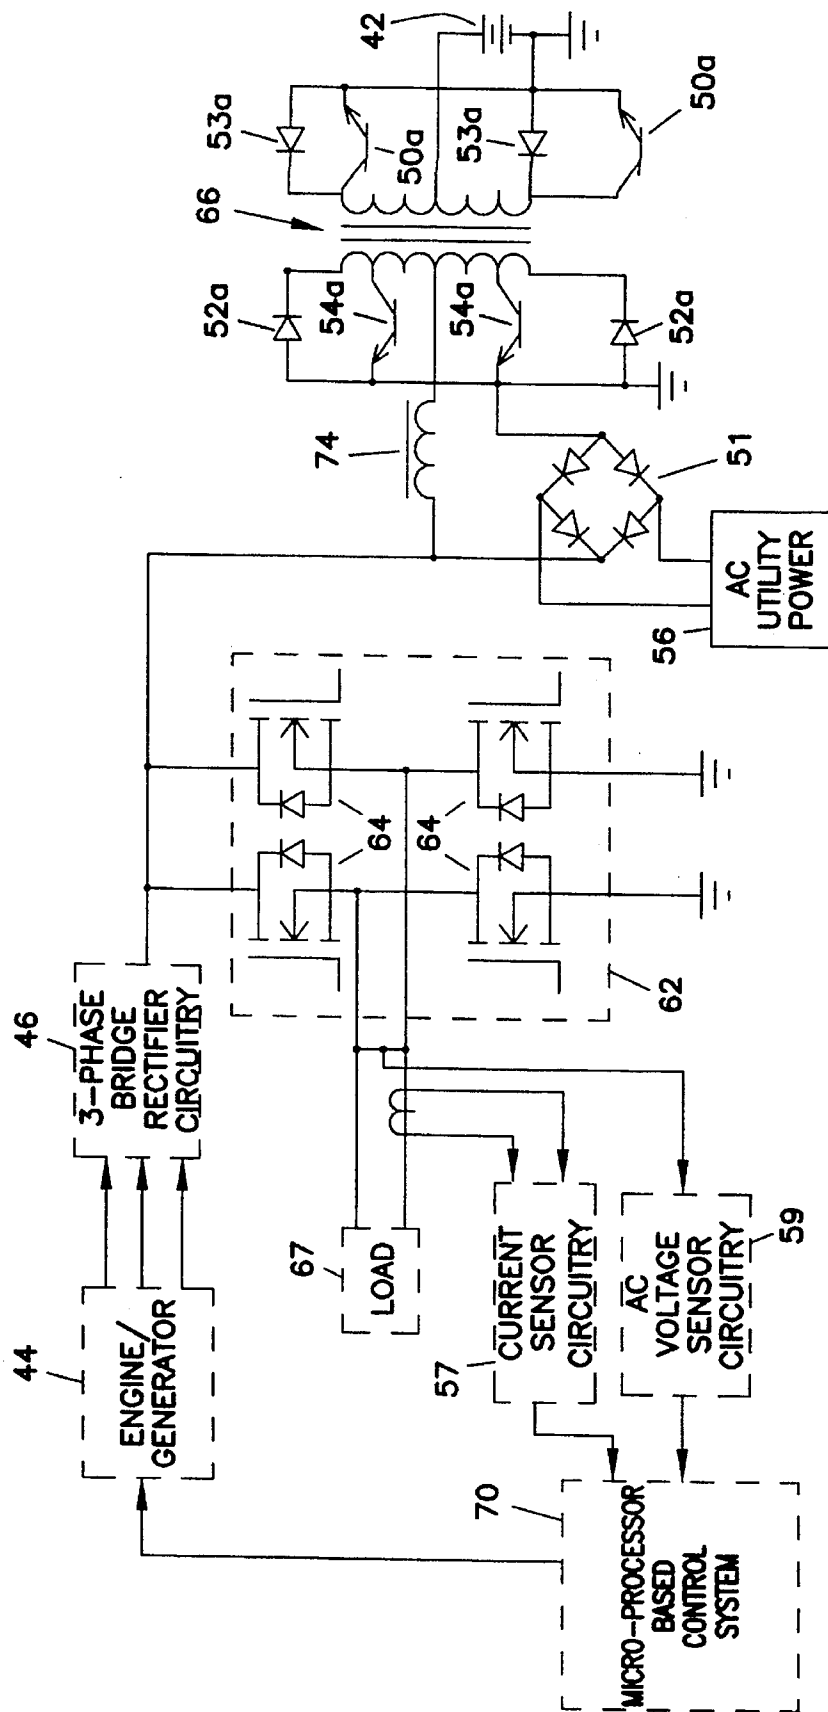 44
ENGINE/
GENERATOR
46
3-PHASE
BRIDGE
RECTIFIER
CIRCUITRY
70
MICRO-PROCESSOR
BASED
CONTROL
SYSTEM
67
LOAD
57
CURRENT
SENSOR
CIRCUITRY
AC
VOLTAGE
SENSOR
CIRCUITRY
59
64
64
62
74
52a
54a
54a
52a
66
53a
50a
53a
50a
42
51
56
AC
UTILITY
POWER